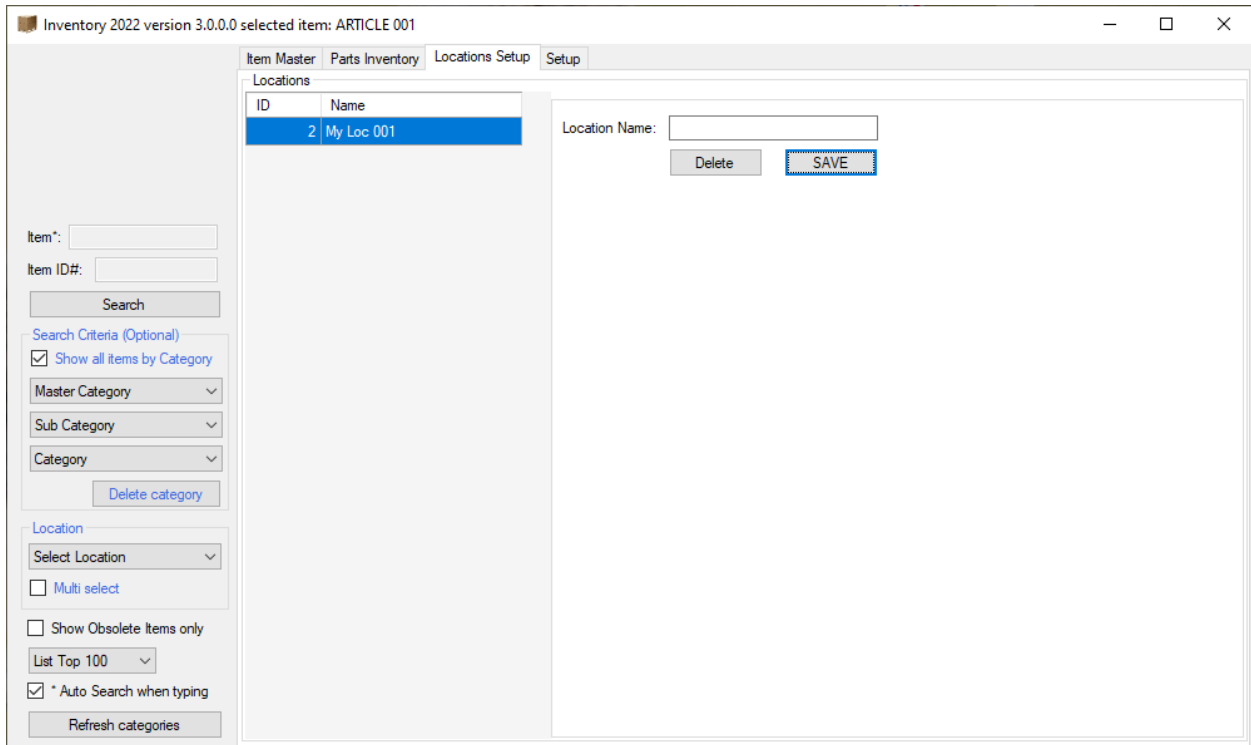 Inventory 2022 version 3.0.0.0 selected item: ARTICLE 001
Item Master Parts Inventory Locations Setup Setup
Locations
ID Name
2 My Loc 001
Location Name:
Delete SAVE
Item*:
Item ID#:
Search
Search Criteria (Optional)
Show all items by Category
Master Category
Sub Category
Category
Delete category
Location
Select Location
Multi select
Show Obsolete Items only
List Top 100
* Auto Search when typing
Refresh categories